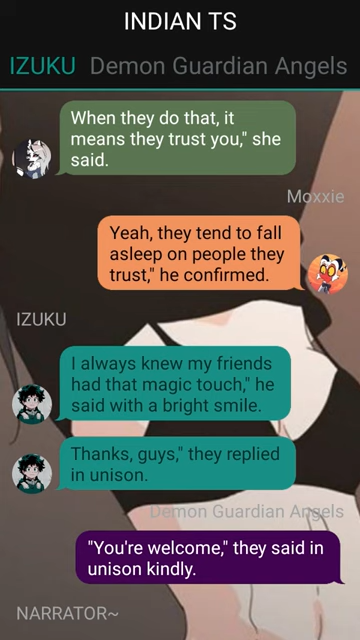 INDIAN TS
IZUKU Demon Guardian Angels
When they do that, it
means they trust you," she
said.
Moxxie
Yeah, they tend to fall
asleep on people they
trust," he confirmed.
IZUKU
I always knew my friends
had that magic touch," he
said with a bright smile.
Thanks, guys," they replied
in unison.
Demon Guardian Angels
"You're welcome," they said in
unison kindly.
NARRATOR~